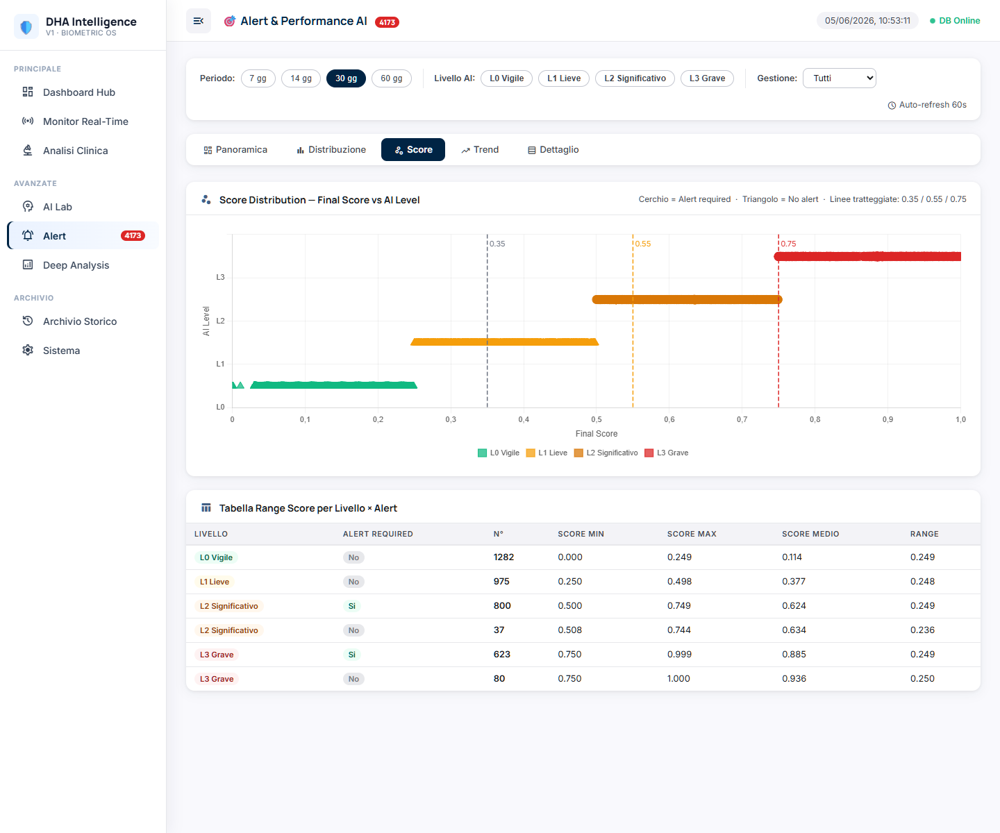 DHA Intelligence
V1 · BIOMETRIC OS
PRINCIPALE
Dashboard Hub
Monitor Real-Time
Analisi Clinica
AVANZATE
AI Lab
Alert 4173
Deep Analysis
ARCHIVIO
Archivio Storico
Sistema
Alert & Performance AI 4173
05/06/2026, 10:53:11 DB Online
Periodo: 7 gg 14 gg 30 gg 60 gg Livello AI: L0 Vigile L1 Lieve L2 Significativo L3 Grave Gestione: Tutti
Auto-refresh 60s
Panoramica Distribuzione Score Trend Dettaglio
Score Distribution — Final Score vs AI Level
Cerchio = Alert required · Triangolo = No alert · Linee tratteggiate: 0.35 / 0.55 / 0.75
0.35 0.55 0.75
L3
L2
L1
L0
AI Level
0 0,1 0,2 0,3 0,4 0,5 0,6 0,7 0,8 0,9 1,0
Final Score
L0 Vigile L1 Lieve L2 Significativo L3 Grave
Tabella Range Score per Livello × Alert
LIVELLO ALERT REQUIRED N° SCORE MIN SCORE MAX SCORE MEDIO RANGE
L0 Vigile No 1282 0.000 0.249 0.114 0.249
L1 Lieve No 975 0.250 0.498 0.377 0.248
L2 Significativo Si 800 0.500 0.749 0.624 0.249
L2 Significativo No 37 0.508 0.744 0.634 0.236
L3 Grave Si 623 0.750 0.999 0.885 0.249
L3 Grave No 80 0.750 1.000 0.936 0.250